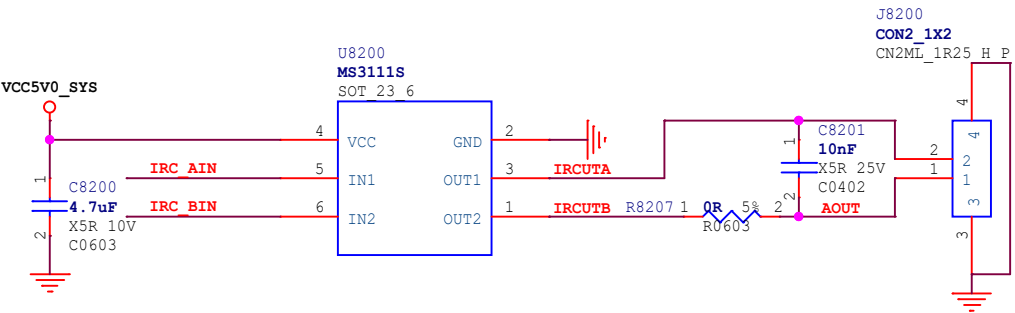 J8200
CON2_1X2
CN2ML_1R25_H_P
U8200
MS3111S
SOT_23_6
VCC5V0_SYS
4 VCC GND 2
5 IN1 OUT1 3
6 IN2 OUT2 1
IRC_AIN
IRC_BIN
IRCUTA
IRCUTB
1
C8200
4.7uF
X5R 10V
2
C0603
R8207 1 0R 5% 2
R0603
AOUT
1
C8201
10nF
X5R 25V
2
C0402
4 4
2 2
1 1
3 3